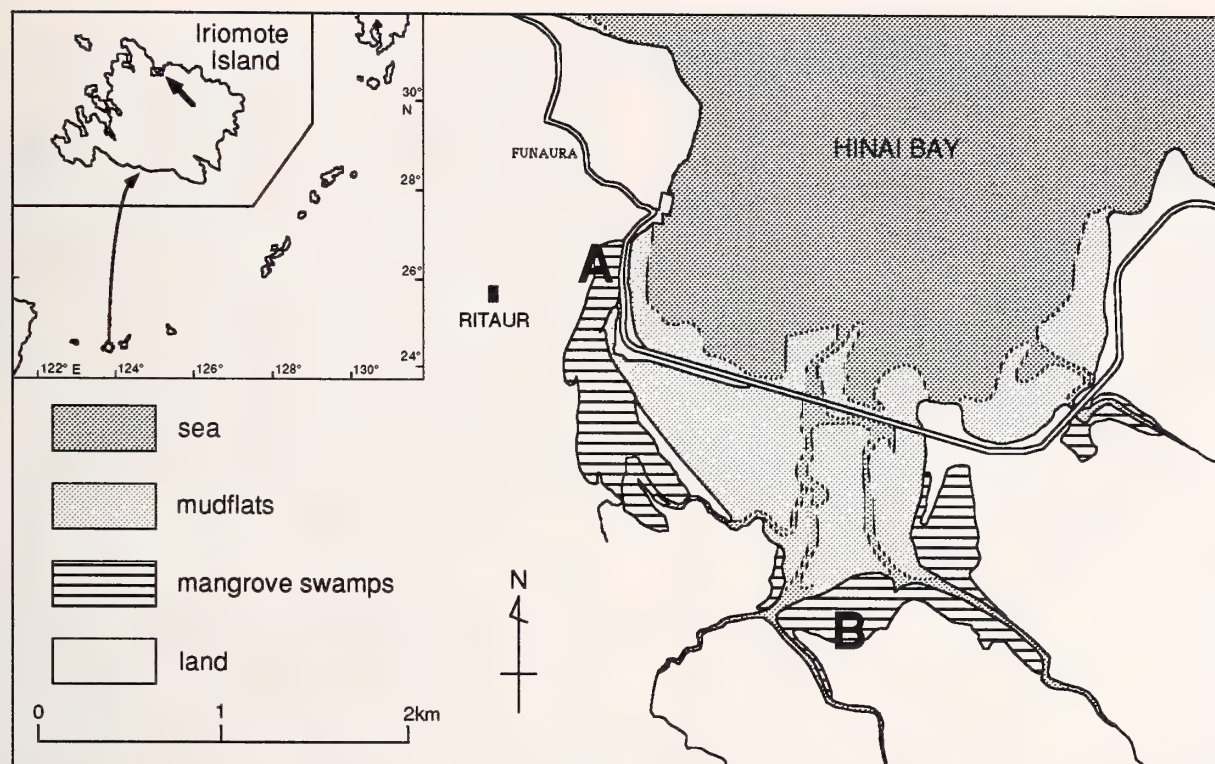 Iriomote
Island
30°
N
28°
26°
24°
122° E
124°
126°
128°
130°
FUNAURA
HINAI BAY
A
RITAUR
B
sea
mudflats
mangrove swamps
land
N
0 1 2km